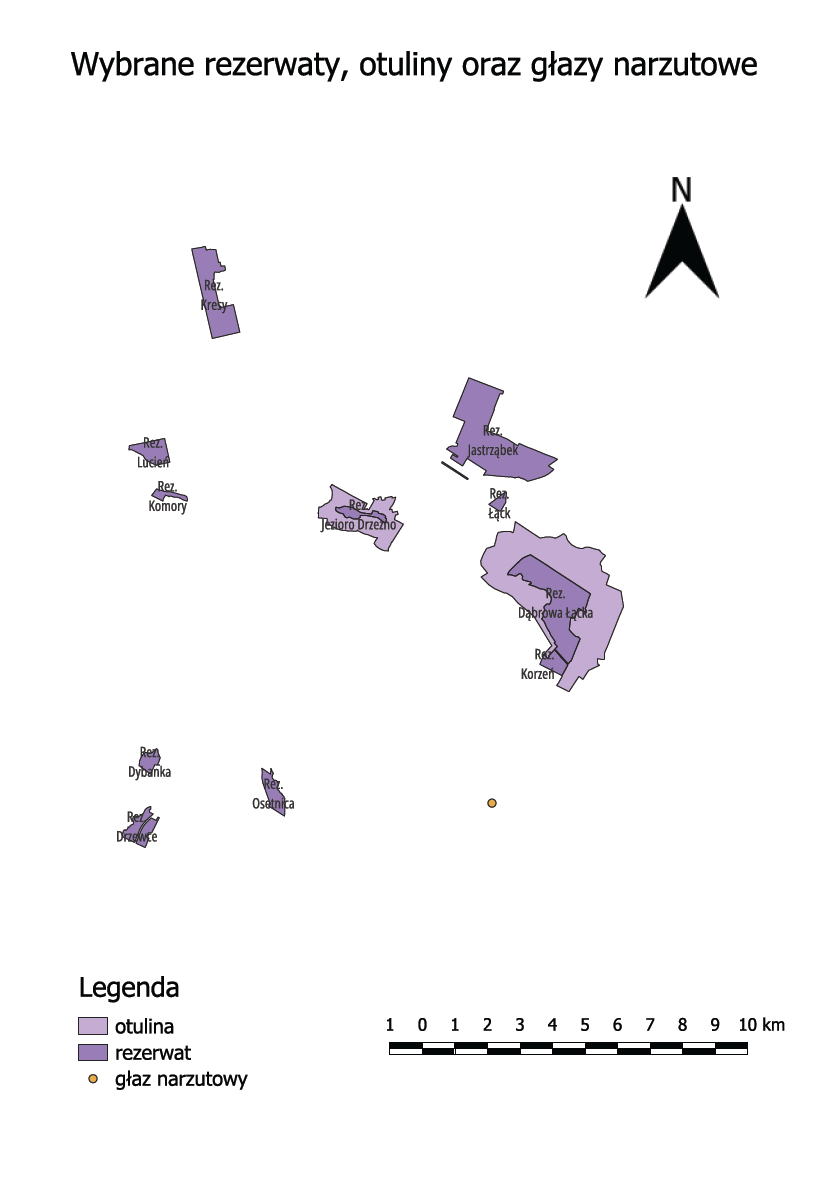 Wybrane rezerwaty, otuliny oraz głazy narzutowe
N
Rez.
Kresy
Rez.
Jastrząbek
Rez.
Lucień
Rez.
Komory
Rez.
Łąck
Rez.
Jezioro Drzezno
Rez.
Dąbrowa Łącka
Rez.
Korzeń
Rez.
Dybanka
Rez.
Osetnica
Rez.
Drzewce
Legenda
otulina
rezerwat
głaz narzutowy
1 0 1 2 3 4 5 6 7 8 9 10 km